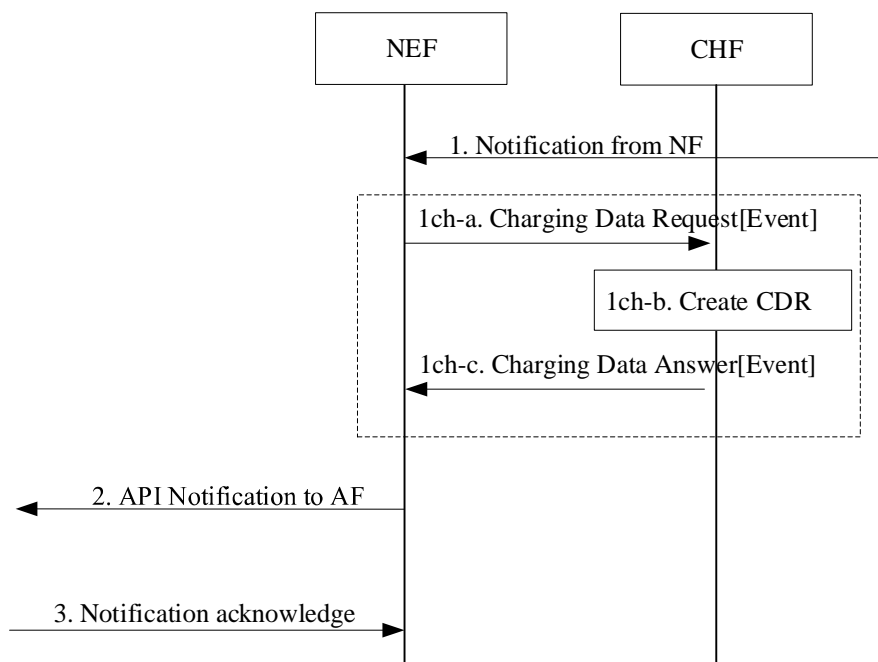 NEF
CHF
1. Notification from NF
1ch-a. Charging Data Request[Event]
1ch-b. Create CDR
1ch-c. Charging Data Answer[Event]
2. API Notification to AF
3. Notification acknowledge